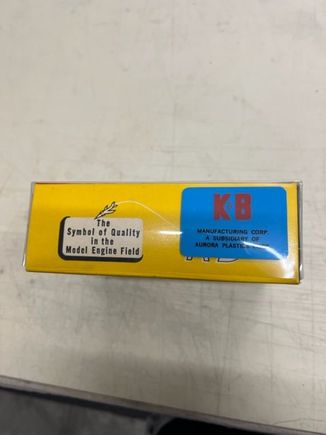 The
Symbol of Quality
in the
Model Engine Field
K&B
MANUFACTURING CORP.
A SUBSIDIARY OF
AURORA PLASTICS